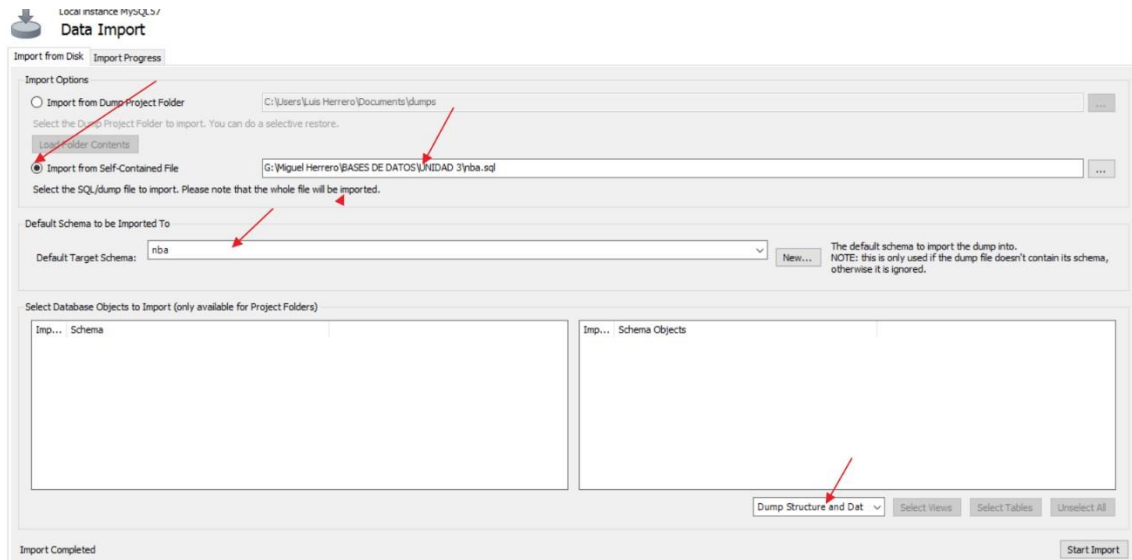 Local instance MySQL57
Data Import
Import from Disk Import Progress
Import Options
Import from Dump Project Folder C:\Users\Luis Herrero\Documents\dumps ...
Select the Dump Project Folder to import. You can do a selective restore.
Load Folder Contents
Import from Self-Contained File G:\Miguel Herrero\BASES DE DATOS\UNIDAD 3\nba.sql ...
Select the SQL/dump file to import. Please note that the whole file will be imported.
Default Schema to be Imported To
Default Target Schema: nba New... The default schema to import the dump into.
NOTE: this is only used if the dump file doesn't contain its schema,
otherwise it is ignored.
Select Database Objects to Import (only available for Project Folders)
Imp... Schema Imp... Schema Objects
Dump Structure and Dat Select Views Select Tables Unselect All
Import Completed Start Import